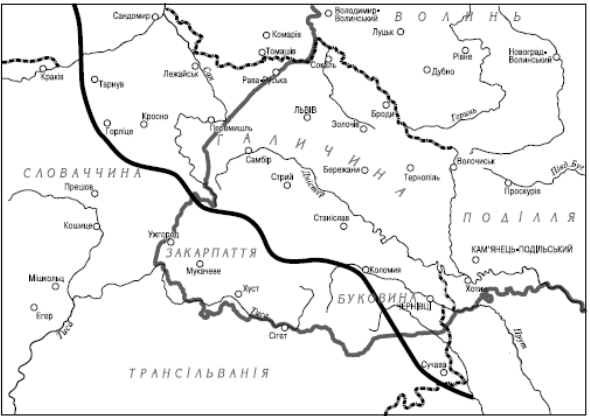 Сандомир
Володимир-
Волинський
ВОЛИНЬ
Луцьк
Комарів
Томашів
Рівне
Новоград-
Волинський
Сокаль
Дубно
Краків
Тарнув
Лежайськ
Сян
Рава-Руська
ЛЬВІВ
Броди
Горинь
Кросно
Горліце
Перемишль
Золочів
ГАЛИЧИНА
СЛОВАЧЧИНА
Самбір
Бережани
Тернопіль
Волочиськ
Півд. Буг
Проскурів
Пряшов
Стрий
Дністер
Станіслав
ПОДІЛЛЯ
Кошице
Ужгород
ЗАКАРПАТТЯ
КАМ'ЯНЕЦЬ-ПОДІЛЬСЬКИЙ
Мукачеве
Коломия
Мішкольц
Хуст
БУКОВИНА
Хотин
Егер
Тиса
Тиса
ЧЕРНІВЦІ
Прут
Сігет
ТРАНСІЛЬВАНІЯ
Сучава